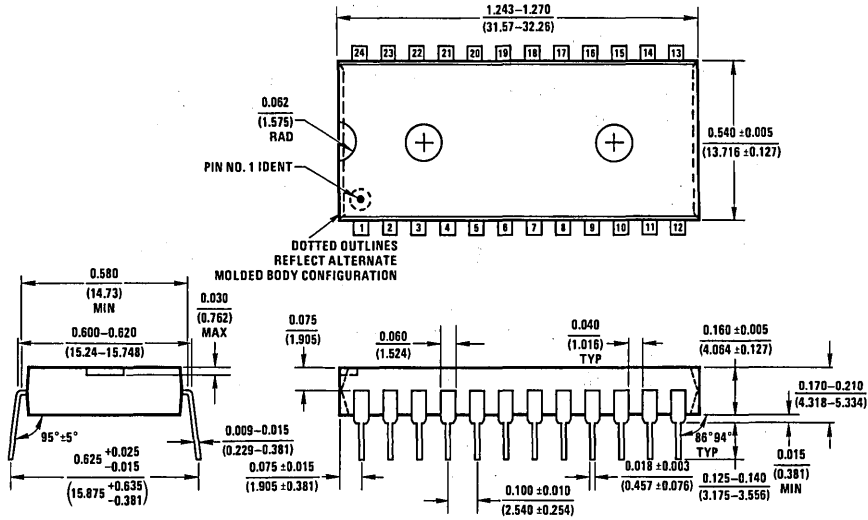 1.243–1.270
(31.57–32.26)
24 23 22 21 20 19 18 17 16 15 14 13
0.062
(1.575)
RAD
0.540 ±0.005
(13.716 ±0.127)
PIN NO. 1 IDENT
1 2 3 4 5 6 7 8 9 10 11 12
DOTTED OUTLINES
REFLECT ALTERNATE
MOLDED BODY CONFIGURATION
0.580
(14.73)
MIN
0.030
(0.762)
MAX
0.600–0.620
(15.24–15.748)
95°±5°
0.009–0.015
(0.229–0.381)
0.625 +0.025 -0.015
(15.875 +0.635 -0.381)
0.075
(1.905)
0.060
(1.524)
0.040
(1.016)
TYP
0.160 ±0.005
(4.064 ±0.127)
0.170–0.210
(4.318–5.334)
86°94°
TYP
0.015
(0.381)
MIN
0.075 ±0.015
(1.905 ±0.381)
0.100 ±0.010
(2.540 ±0.254)
0.018 ±0.003
(0.457 ±0.076)
0.125–0.140
(3.175–3.556)